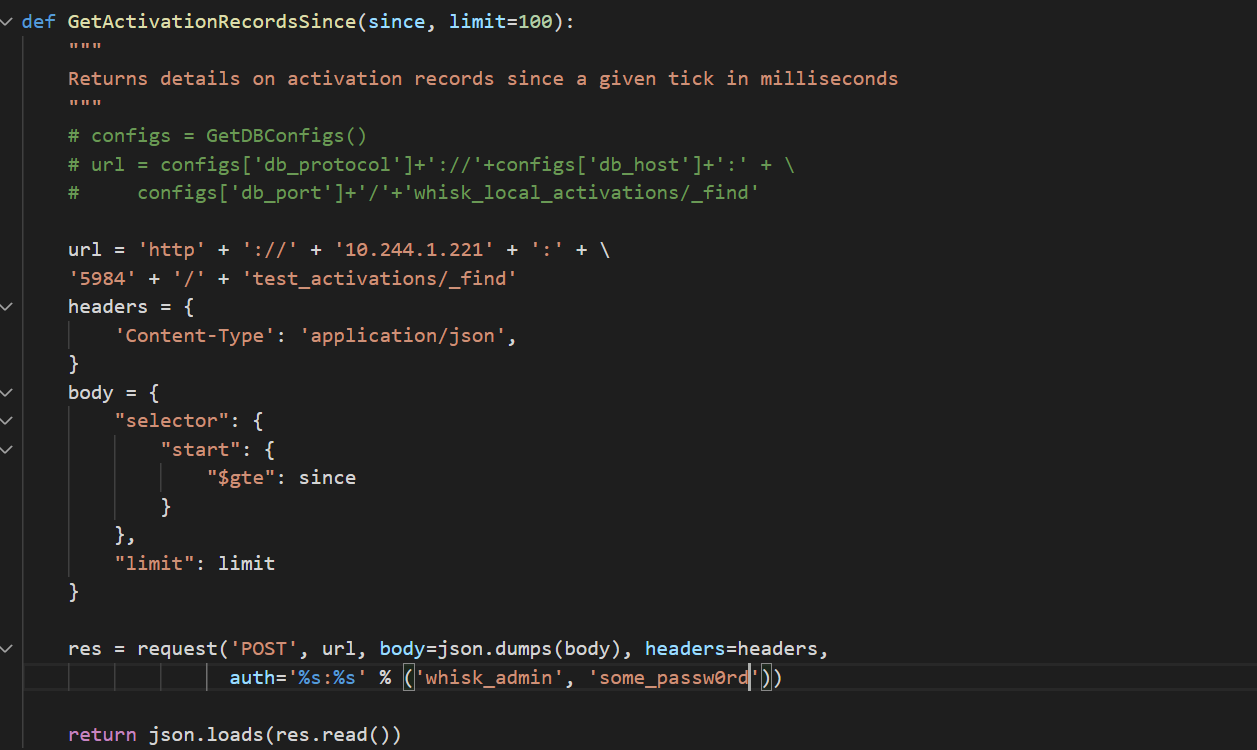 def GetActivationRecordsSince(since, limit=100):
    """
    Returns details on activation records since a given tick in milliseconds
    """
    # configs = GetDBConfigs()
    # url = configs['db_protocol']+'://'+configs['db_host']+':' + \
    #     configs['db_port']+'/'+'whisk_local_activations/_find'

    url = 'http' + '://' + '10.244.1.221' + ':' + \
    '5984' + '/' + 'test_activations/_find'
    headers = {
        'Content-Type': 'application/json',
    }
    body = {
        "selector": {
            "start": {
                "$gte": since
            }
        },
        "limit": limit
    }

    res = request('POST', url, body=json.dumps(body), headers=headers,
                  auth='%s:%s' % ('whisk_admin', 'some_passw0rd'))

    return json.loads(res.read())